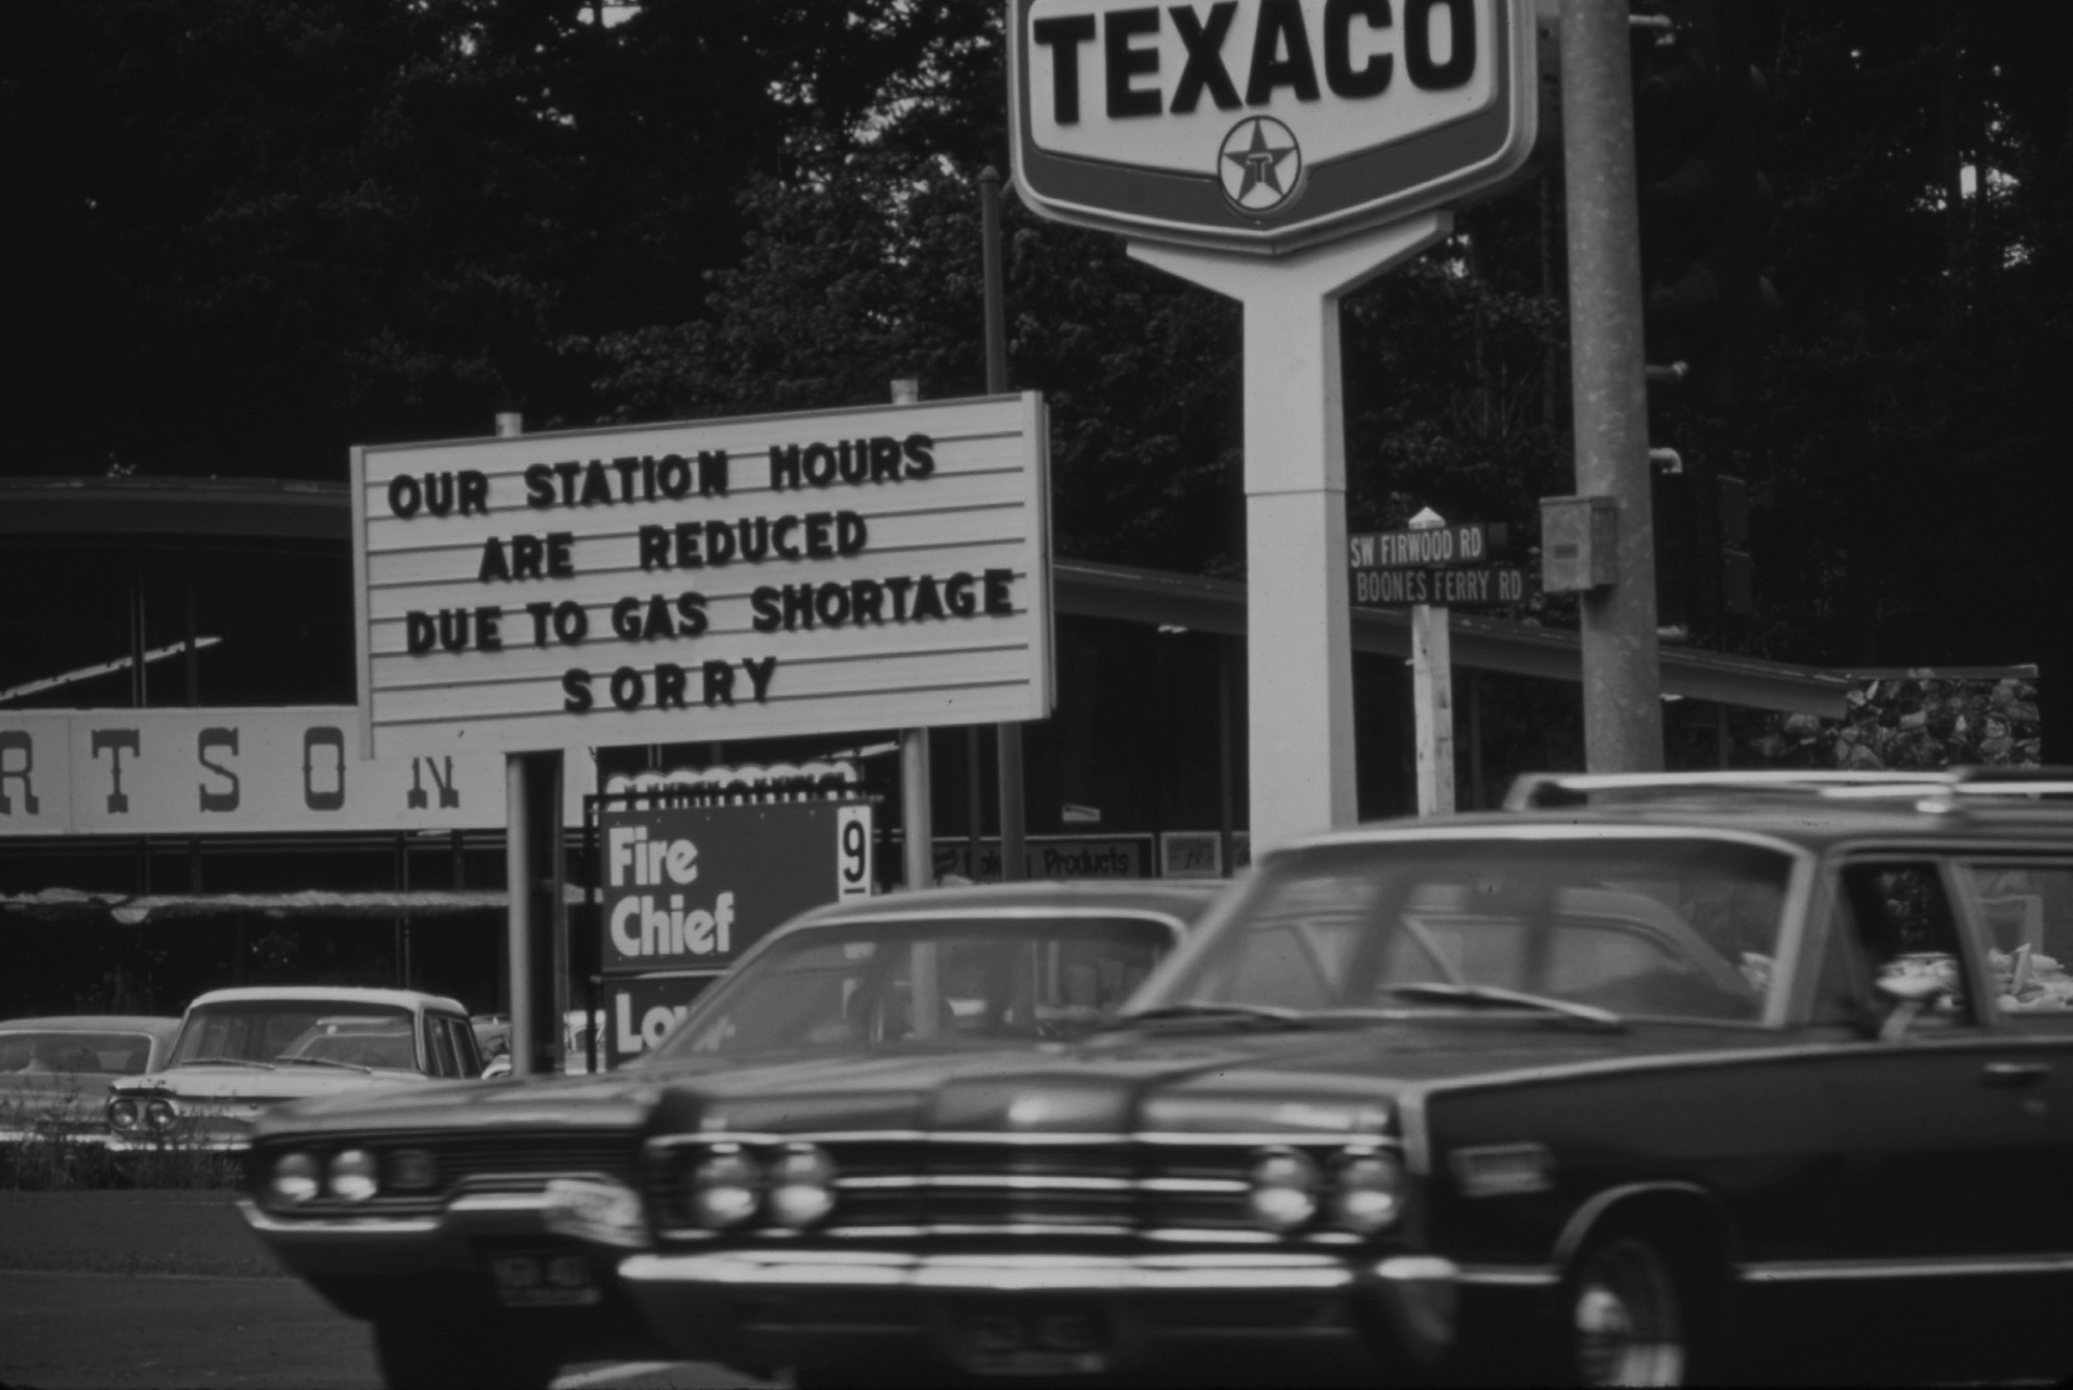 TEXACO
T
OUR STATION HOURS
ARE REDUCED
DUE TO GAS SHORTAGE
SORRY
SW FIRWOOD RD
BOONES FERRY RD
RTSON
Fire
Chief
9
Products